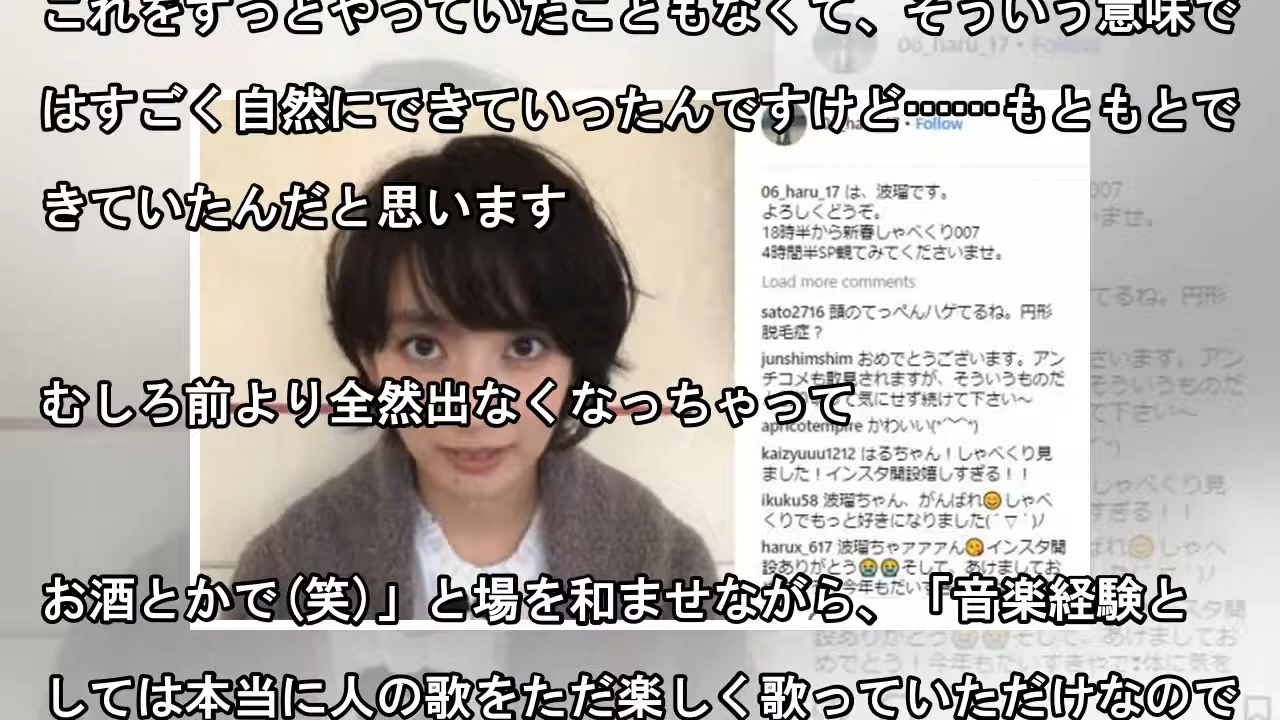 これをずっとやっていたこともなくて、そういう意味で
はすごく自然にできていったんですけど……もともとで
きていたんだと思います
むしろ前より全然出なくなっちゃって
お酒とかで(笑)」と場を和ませながら、「音楽経験と
しては本当に人の歌をただ楽しく歌っていただけなので
Follow
06_haru_17 は、波瑠です。
よろしくどうぞ。
18時半から新春しゃべくり007
4時間半SP観てみてくださいませ。
Load more comments
sato2716 頭のてっぺんハゲてるね。円形
脱毛症？
junshimshim おめでとうございます。アン
チコメも散見されますが、そういうものだ
て気にせず続けて下さい～
apricotempire かわいい(*⌒⌒*)
kaizyuuu1212 はるちゃん！しゃべくり見
ました！インスタ開設嬉しすぎる！！
ikuku58 波瑠ちゃん、がんばれ😊しゃべ
くりでもっと好きになりました(´▽`)ﾉ
harux_617 波瑠ちゃァァァん😘インスタ開
設ありがとう😭😭そして、あけましてお
今年もだいす